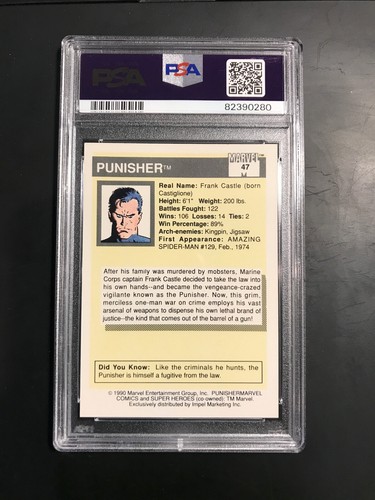 PSA
PSA
82390280
MARVEL™
PUNISHER™
47
Real Name: Frank Castle (born
Castiglione)
Height: 6'1" Weight: 200 lbs.
Battles Fought: 122
Wins: 106 Losses: 14 Ties: 2
Win Percentage: 89%
Arch-enemies: Kingpin, Jigsaw
First Appearance: AMAZING
SPIDER-MAN #129, Feb., 1974
After his family was murdered by mobsters, Marine
Corps captain Frank Castle decided to take the law into
his own hands--and became the vengeance-crazed
vigilante known as the Punisher. Now, this grim,
merciless one-man war on crime employs his vast
arsenal of weapons to dispense his own lethal brand of
justice--the kind that comes out of the barrel of a gun!
Did You Know: Like the criminals he hunts, the
Punisher is himself a fugitive from the law.
© 1990 Marvel Entertainment Group, Inc. PUNISHERMARVEL
COMICS and SUPER HEROES (co-owned): TM Marvel.
Exclusively distributed by Impel Marketing Inc.